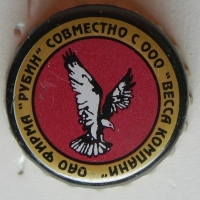 ОАО ФИРМА "РУБИН" СОВМЕСТНО С ООО "ВЕССА КОМПАНИ"